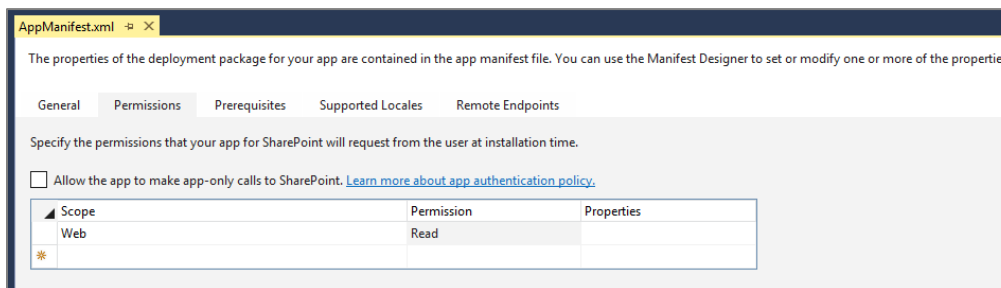 AppManifest.xml
The properties of the deployment package for your app are contained in the app manifest file. You can use the Manifest Designer to set or modify one or more of the
General Permissions Prerequisites Supported Locales Remote Endpoints
Specify the permissions that your app for SharePoint will request from the user at installation time.
Allow the app to make app-only calls to SharePoint. Learn more about app authentication policy.
Scope Permission Properties
Web Read